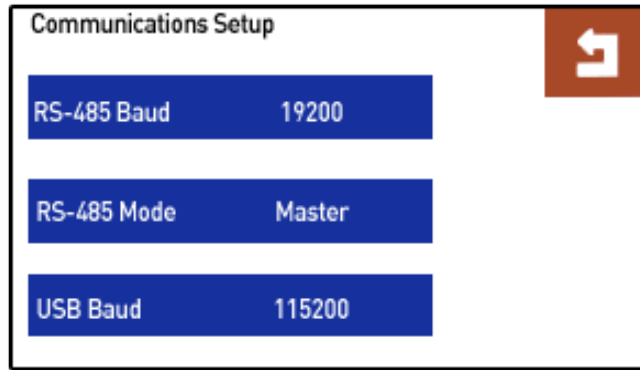 Communications Setup
RS-485 Baud 19200
RS-485 Mode Master
USB Baud 115200